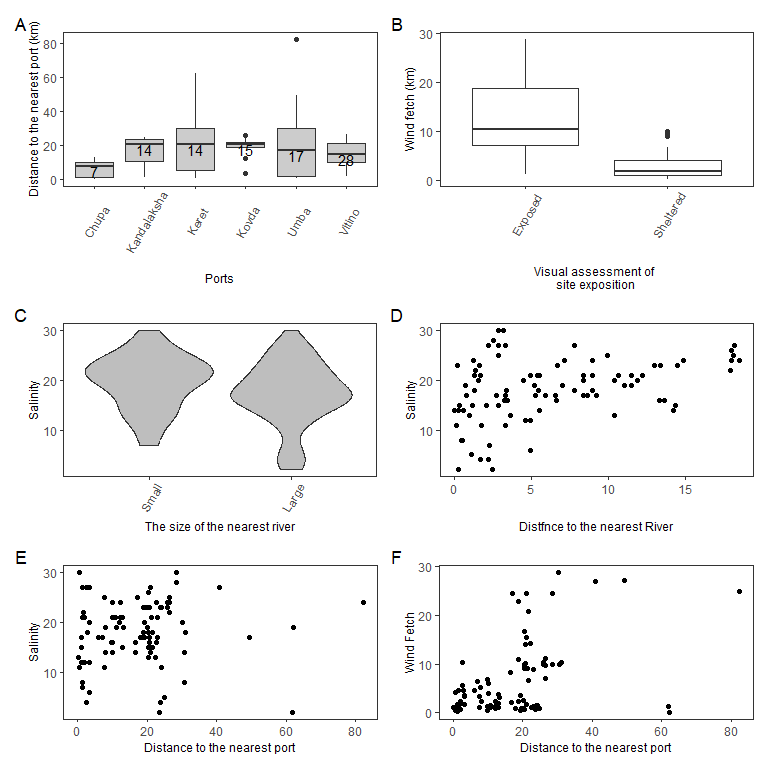 A
Distance to the nearest port (km)
80
60
40
20
0
7
14
14
15
17
28
Chupa
Kandalaksha
Keret
Kovda
Umba
Vitino
Ports
B
Wind fetch (km)
30
20
10
0
Exposed
Sheltered
Visual assessment of
site exposition
C
Salinity
30
20
10
Small
Large
The size of the nearest river
D
Salinity
30
20
10
0
5
10
15
Distfnce to the nearest River
E
Salinity
30
20
10
0
20
40
60
80
Distance to the nearest port
F
Wind Fetch
30
20
10
0
0
20
40
60
80
Distance to the nearest port